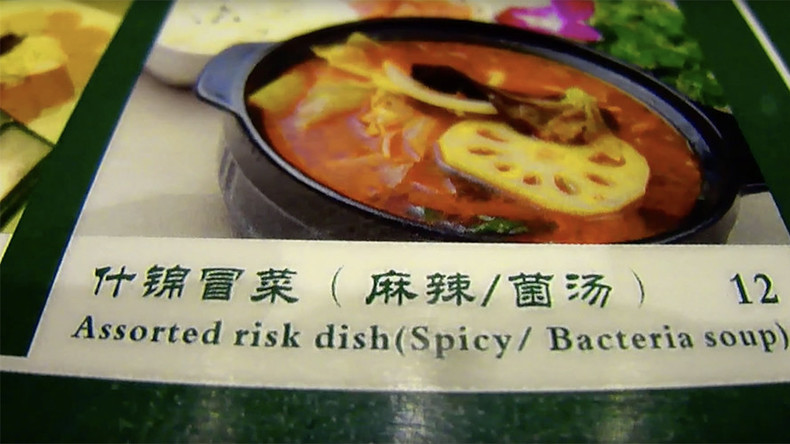 什锦冒菜（麻辣/菌汤） 12
Assorted risk dish(Spicy/ Bacteria soup)